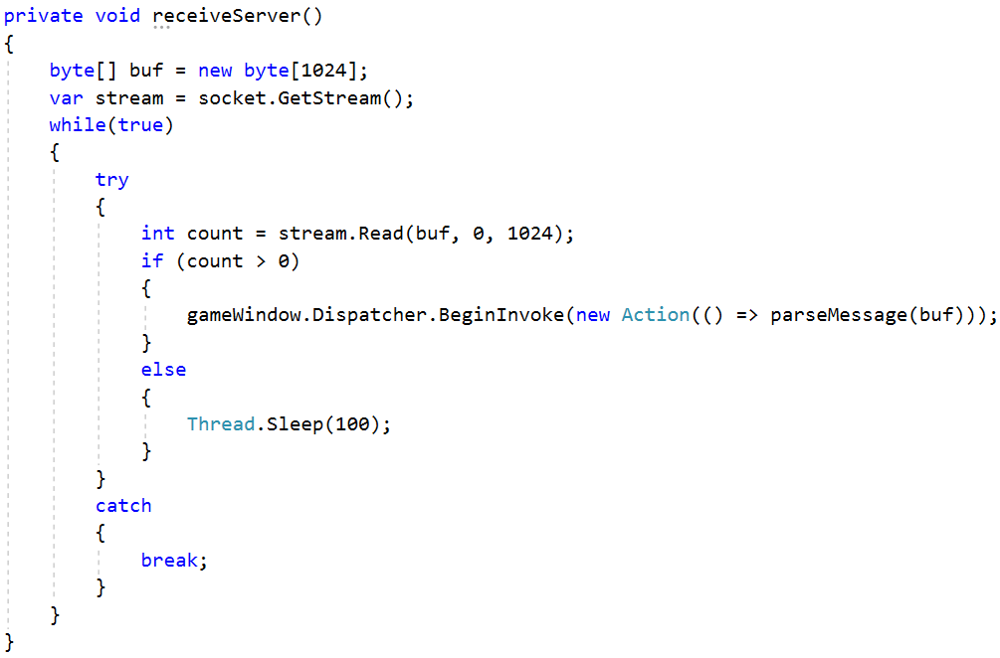 private void receiveServer()
{
    byte[] buf = new byte[1024];
    var stream = socket.GetStream();
    while(true)
    {
        try
        {
            int count = stream.Read(buf, 0, 1024);
            if (count > 0)
            {
                gameWindow.Dispatcher.BeginInvoke(new Action(() => parseMessage(buf)));
            }
            else
            {
                Thread.Sleep(100);
            }
        }
        catch
        {
            break;
        }
    }
}